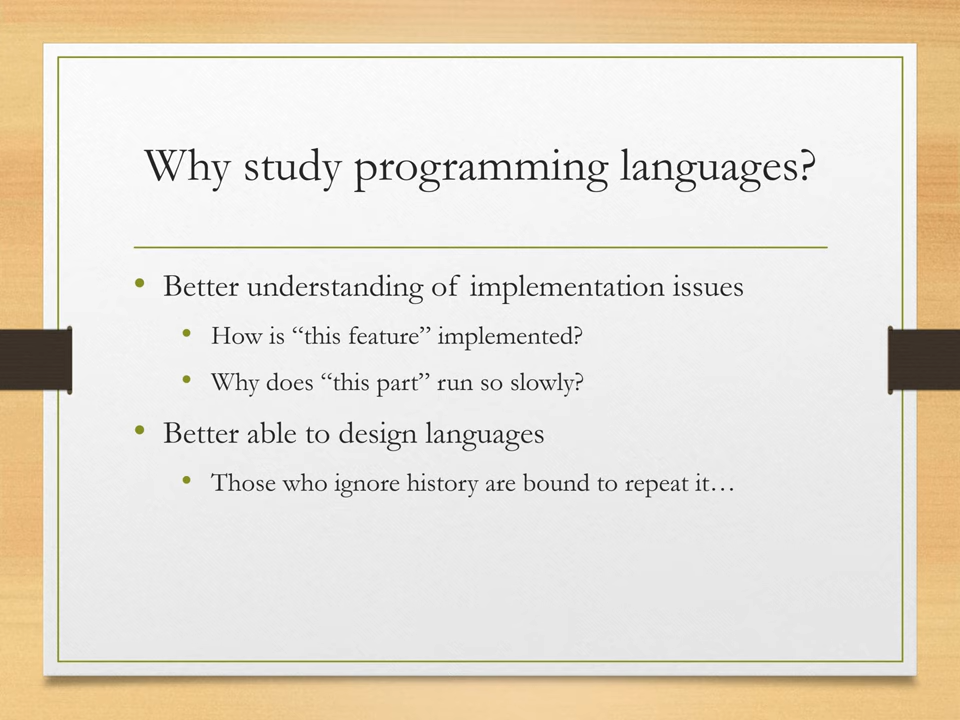 Why study programming languages?
• Better understanding of implementation issues
• How is “this feature” implemented?
• Why does “this part” run so slowly?
• Better able to design languages
• Those who ignore history are bound to repeat it…